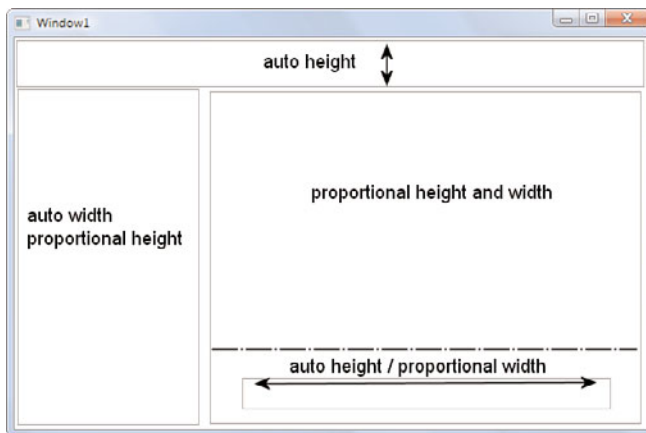 Window1
auto height
proportional height and width
auto width
proportional height
auto height / proportional width